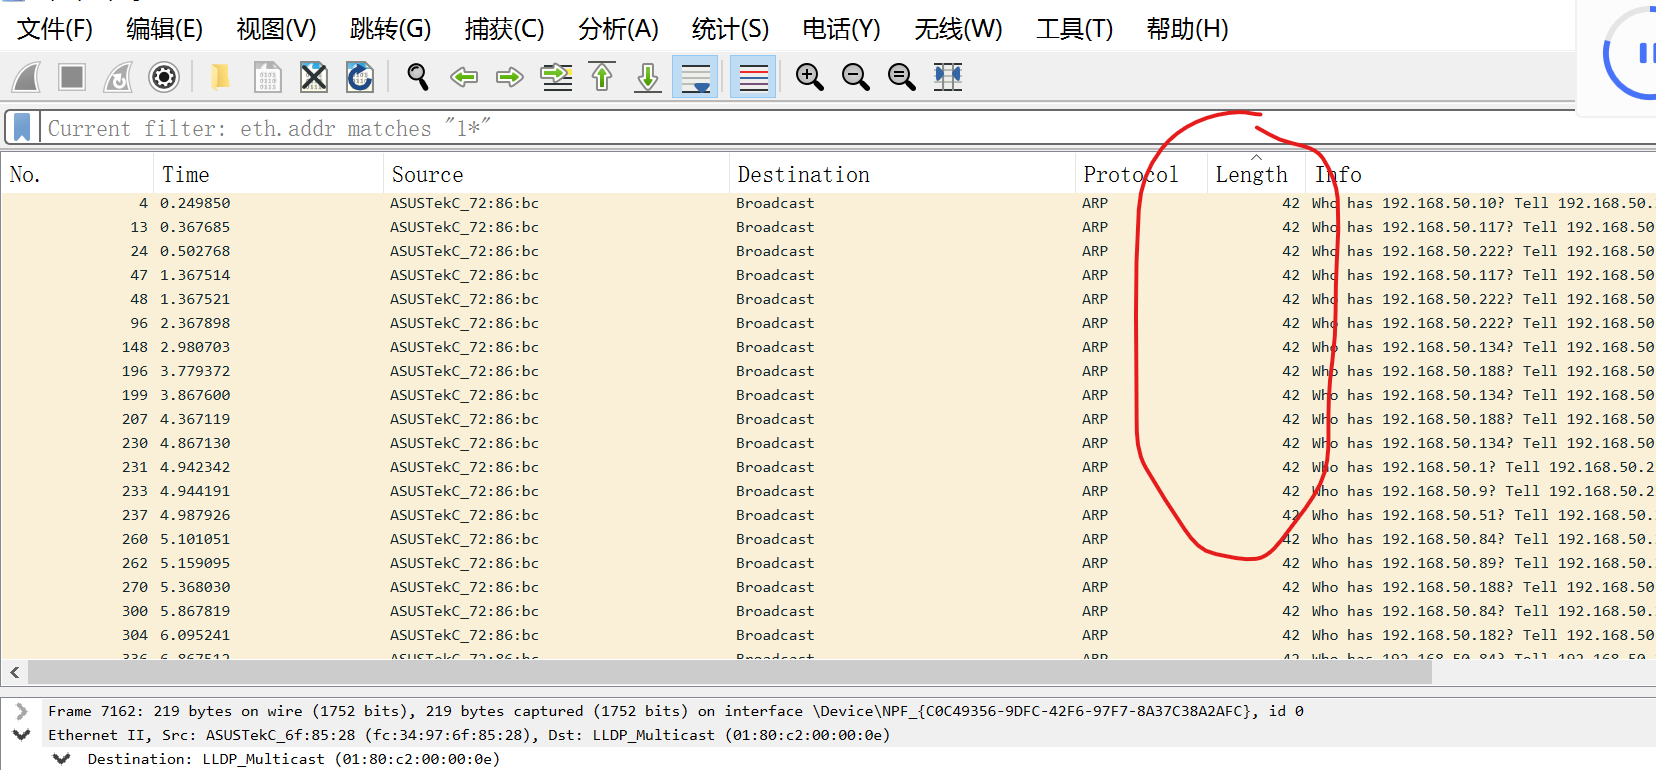 文件(F) 编辑(E) 视图(V) 跳转(G) 捕获(C) 分析(A) 统计(S) 电话(Y) 无线(W) 工具(T) 帮助(H)
Current filter: eth.addr matches "1*"
No. Time Source Destination Protocol Length Info
4 0.249850 ASUSTekC_72:86:bc Broadcast ARP 42 Who has 192.168.50.10? Tell 192.168.50.
13 0.367685 ASUSTekC_72:86:bc Broadcast ARP 42 Who has 192.168.50.117? Tell 192.168.50
24 0.502768 ASUSTekC_72:86:bc Broadcast ARP 42 Who has 192.168.50.222? Tell 192.168.50
47 1.367514 ASUSTekC_72:86:bc Broadcast ARP 42 Who has 192.168.50.117? Tell 192.168.50
48 1.367521 ASUSTekC_72:86:bc Broadcast ARP 42 Who has 192.168.50.222? Tell 192.168.50
96 2.367898 ASUSTekC_72:86:bc Broadcast ARP 42 Who has 192.168.50.222? Tell 192.168.50
148 2.980703 ASUSTekC_72:86:bc Broadcast ARP 42 Who has 192.168.50.134? Tell 192.168.50
196 3.779372 ASUSTekC_72:86:bc Broadcast ARP 42 Who has 192.168.50.188? Tell 192.168.50
199 3.867600 ASUSTekC_72:86:bc Broadcast ARP 42 Who has 192.168.50.134? Tell 192.168.50
207 4.367119 ASUSTekC_72:86:bc Broadcast ARP 42 Who has 192.168.50.188? Tell 192.168.50
230 4.867130 ASUSTekC_72:86:bc Broadcast ARP 42 Who has 192.168.50.134? Tell 192.168.50
231 4.942342 ASUSTekC_72:86:bc Broadcast ARP 42 Who has 192.168.50.1? Tell 192.168.50.2
233 4.944191 ASUSTekC_72:86:bc Broadcast ARP 42 Who has 192.168.50.9? Tell 192.168.50.2
237 4.987926 ASUSTekC_72:86:bc Broadcast ARP 42 Who has 192.168.50.51? Tell 192.168.50.
260 5.101051 ASUSTekC_72:86:bc Broadcast ARP 42 Who has 192.168.50.84? Tell 192.168.50.
262 5.159095 ASUSTekC_72:86:bc Broadcast ARP 42 Who has 192.168.50.89? Tell 192.168.50.
270 5.368030 ASUSTekC_72:86:bc Broadcast ARP 42 Who has 192.168.50.188? Tell 192.168.50
300 5.867819 ASUSTekC_72:86:bc Broadcast ARP 42 Who has 192.168.50.84? Tell 192.168.50.
304 6.095241 ASUSTekC_72:86:bc Broadcast ARP 42 Who has 192.168.50.182? Tell 192.168.50
336 6.867512 ASUSTekC_72:86:bc Broadcast ARP 42 Who has 192.168.50.84? Tell 192.168.50.
Frame 7162: 219 bytes on wire (1752 bits), 219 bytes captured (1752 bits) on interface \Device\NPF_{C0C49356-9DFC-42F6-97F7-8A37C38A2AFC}, id 0
Ethernet II, Src: ASUSTekC_6f:85:28 (fc:34:97:6f:85:28), Dst: LLDP_Multicast (01:80:c2:00:00:0e)
Destination: LLDP_Multicast (01:80:c2:00:00:0e)